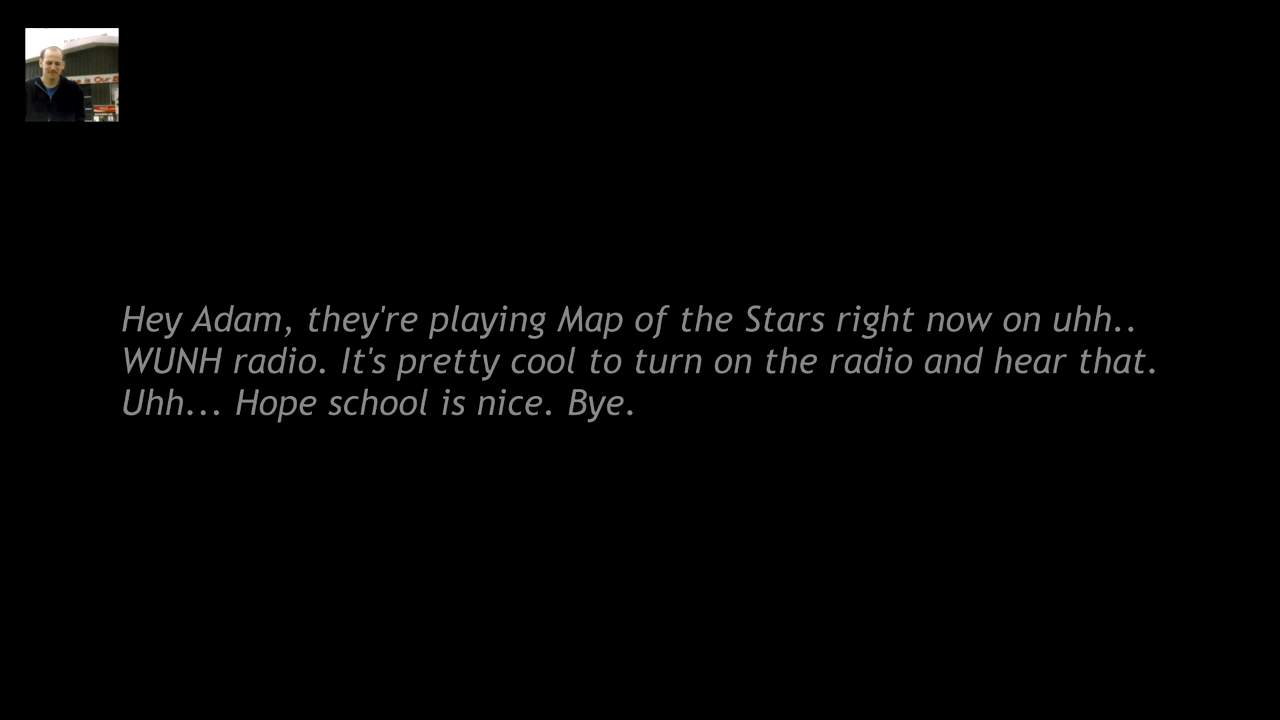 Hey Adam, they're playing Map of the Stars right now on uhh..
WUNH radio. It's pretty cool to turn on the radio and hear that.
Uhh... Hope school is nice. Bye.